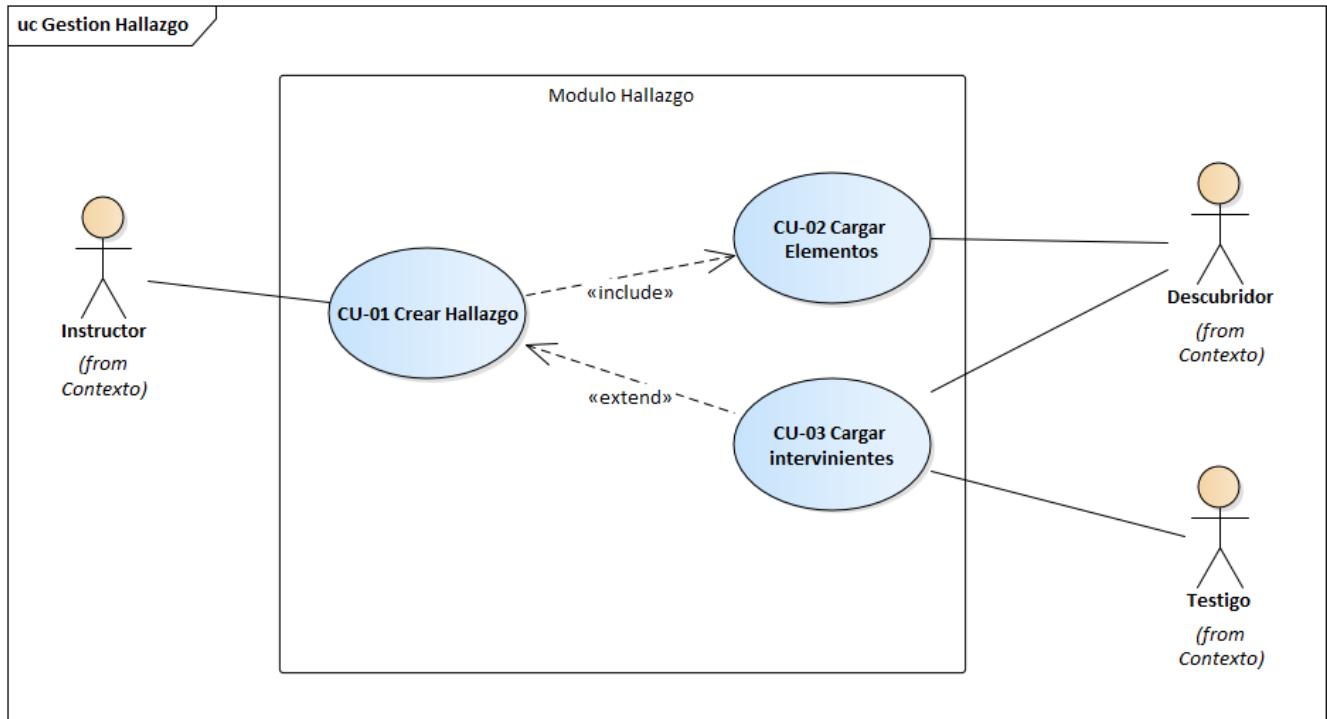 uc Gestion Hallazgo
Modulo Hallazgo
CU-02 Cargar
Elementos
«include»
CU-01 Crear Hallazgo
Instructor
(from
Contexto)
Descubridor
(from
Contexto)
«extend»
CU-03 Cargar
intervinientes
Testigo
(from
Contexto)